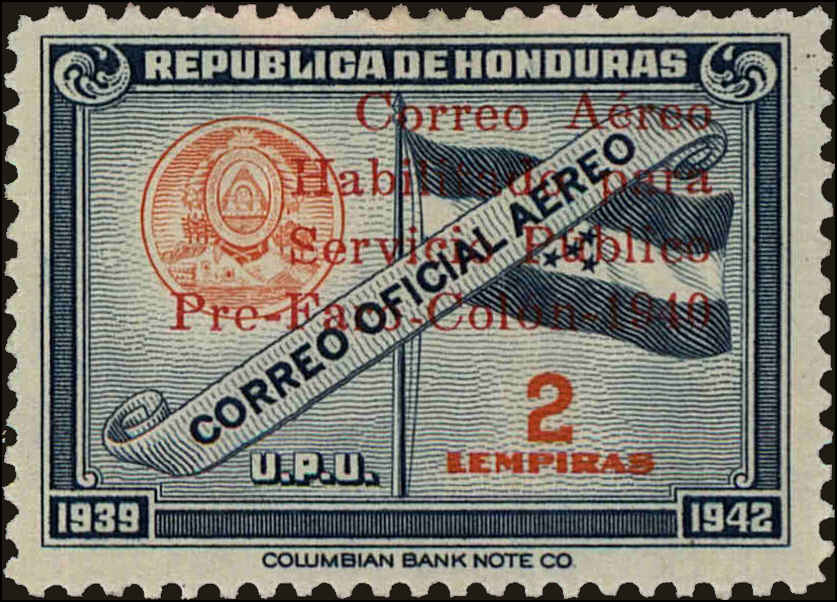 REPUBLICA DE HONDURAS
Correo Aéreo
Habilitado para
Servicio Público
Pre-Faro-Colón-1940
CORREO OFICIAL AEREO
2
LEMPIRAS
U.P.U.
1939
1942
COLUMBIAN BANK NOTE CO.